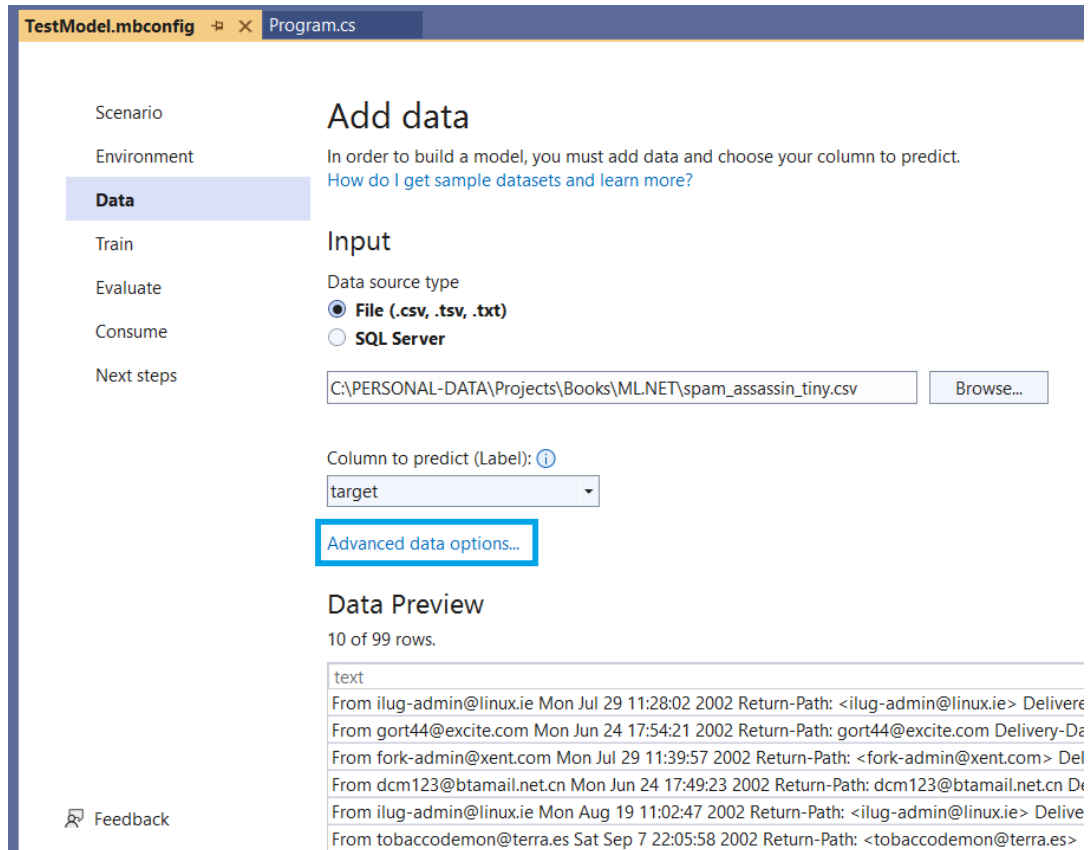 TestModel.mbconfig Program.cs
Scenario
Environment
Data
Train
Evaluate
Consume
Next steps
Feedback
Add data
In order to build a model, you must add data and choose your column to predict.
How do I get sample datasets and learn more?
Input
Data source type
File (.csv, .tsv, .txt)
SQL Server
C:\PERSONAL-DATA\Projects\Books\ML.NET\spam_assassin_tiny.csv Browse...
Column to predict (Label):
target
Advanced data options...
Data Preview
10 of 99 rows.
text
From ilug-admin@linux.ie Mon Jul 29 11:28:02 2002 Return-Path: <ilug-admin@linux.ie> Delivere
From gort44@excite.com Mon Jun 24 17:54:21 2002 Return-Path: gort44@excite.com Delivery-Da
From fork-admin@xent.com Mon Jul 29 11:39:57 2002 Return-Path: <fork-admin@xent.com> Del
From dcm123@btamail.net.cn Mon Jun 24 17:49:23 2002 Return-Path: dcm123@btamail.net.cn De
From ilug-admin@linux.ie Mon Aug 19 11:02:47 2002 Return-Path: <ilug-admin@linux.ie> Delive
From tobaccodemon@terra.es Sat Sep 7 22:05:58 2002 Return-Path: <tobaccodemon@terra.es>